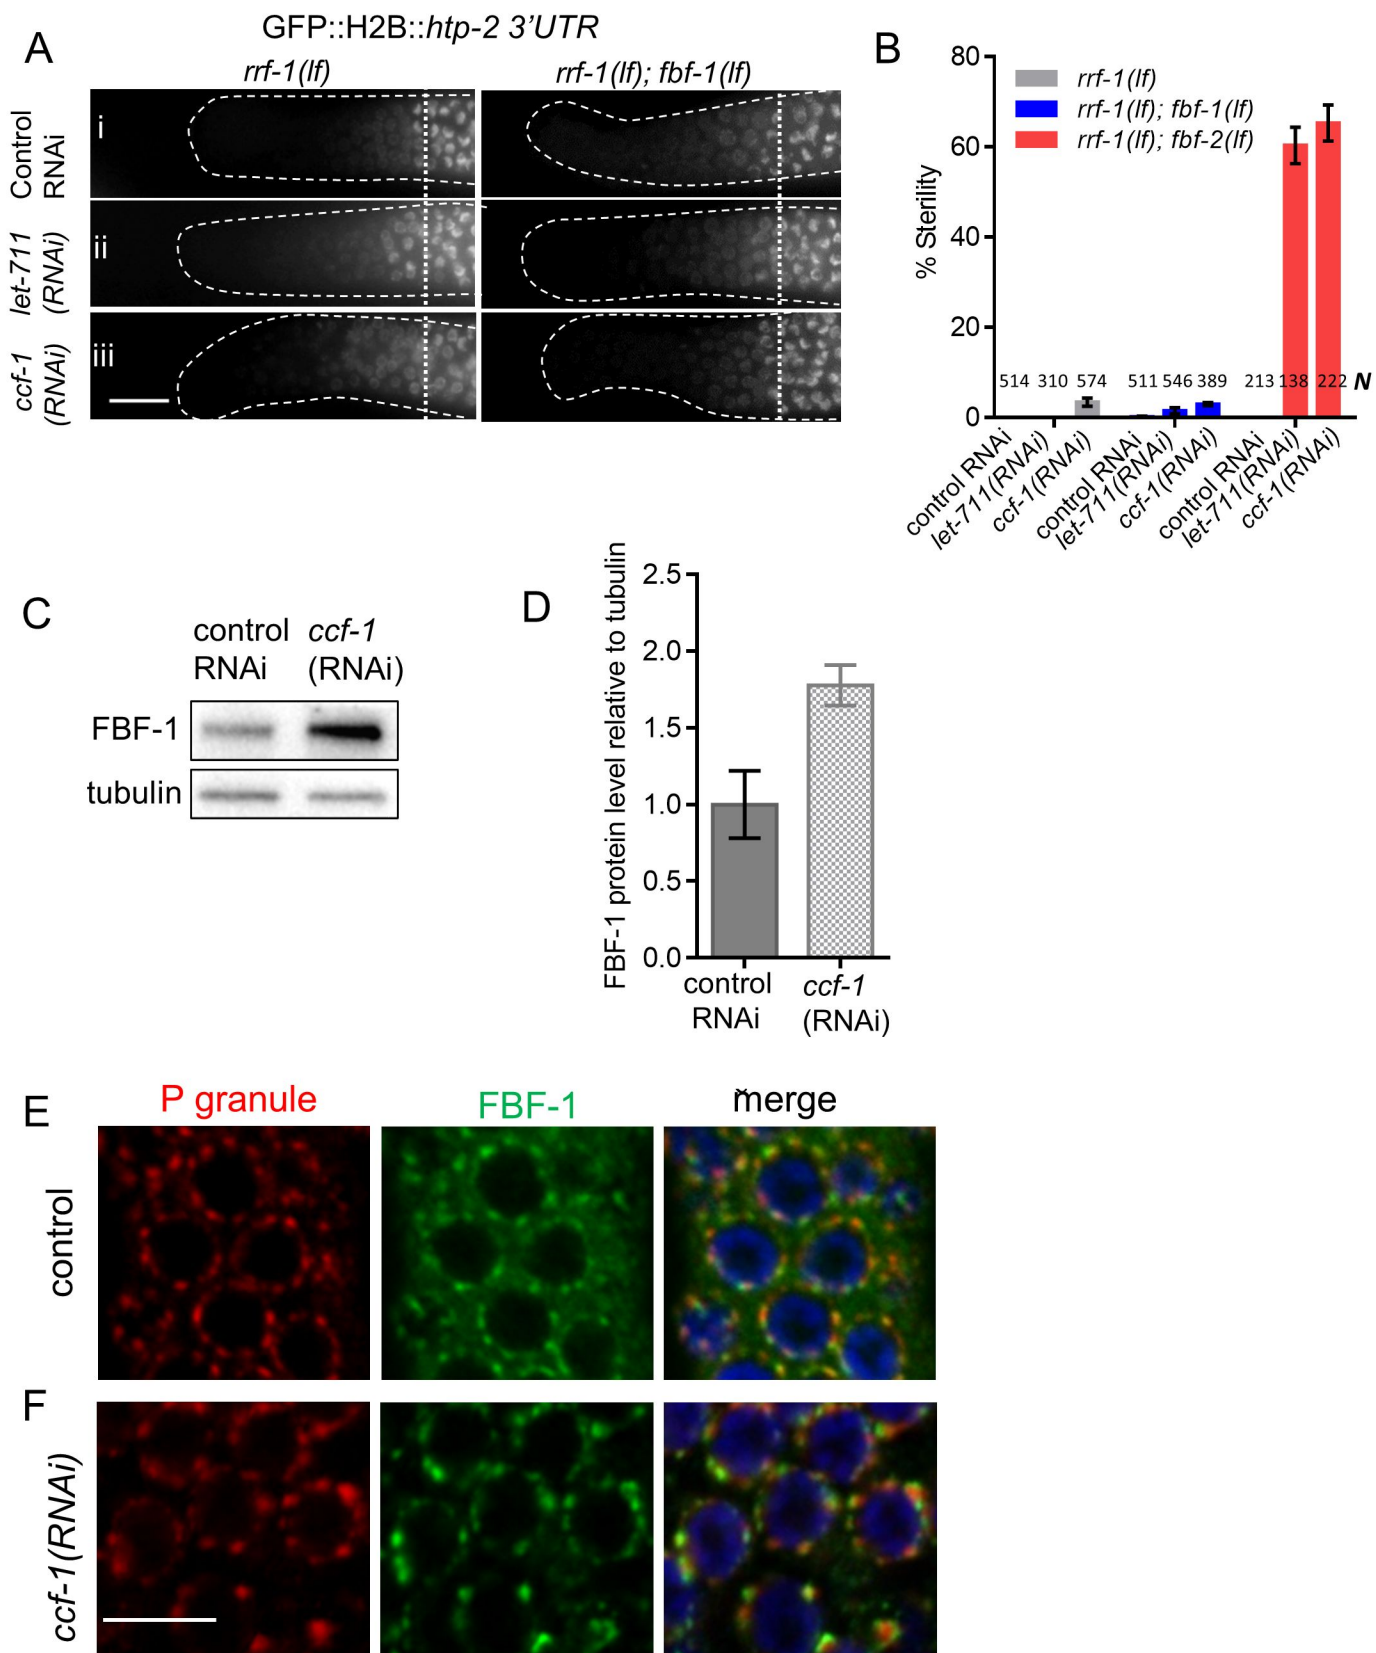 A
GFP::H2B::htp-2 3’UTR
rrf-1(lf)
rrf-1(lf); fbf-1(lf)
Control
RNAi
i
let-711
(RNAi)
ii
ccf-1
(RNAi)
iii
B
% Sterility
80
60
40
20
0
rrf-1(lf)
rrf-1(lf); fbf-1(lf)
rrf-1(lf); fbf-2(lf)
514 310 574 511 546 389 213 138 222 N
control RNAi
let-711(RNAi)
ccf-1(RNAi)
control RNAi
let-711(RNAi)
ccf-1(RNAi)
control RNAi
let-711(RNAi)
ccf-1(RNAi)
C
control
RNAi
ccf-1
(RNAi)
FBF-1
tubulin
D
FBF-1 protein level relative to tubulin
2.5
2.0
1.5
1.0
0.5
0.0
control
RNAi
ccf-1
(RNAi)
E
P granule
FBF-1
merge
control
F
ccf-1(RNAi)